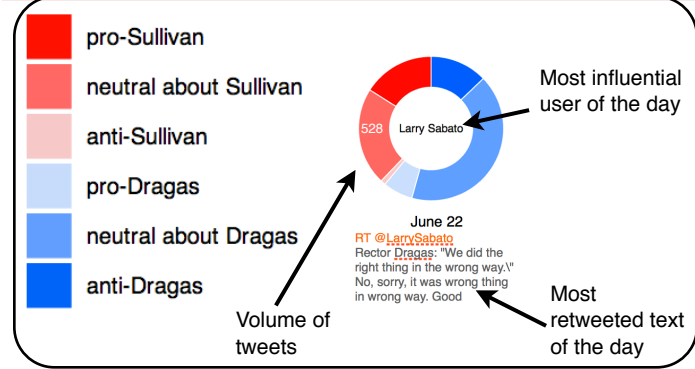 pro-Sullivan
neutral about Sullivan
anti-Sullivan
pro-Dragas
neutral about Dragas
anti-Dragas
528
Larry Sabato
Most influential
user of the day
June 22
RT @LarrySabato
Rector Dragas: "We did the
right thing in the wrong way.\"
No, sorry, it was wrong thing
in wrong way. Good
Volume of
tweets
Most
retweeted text
of the day